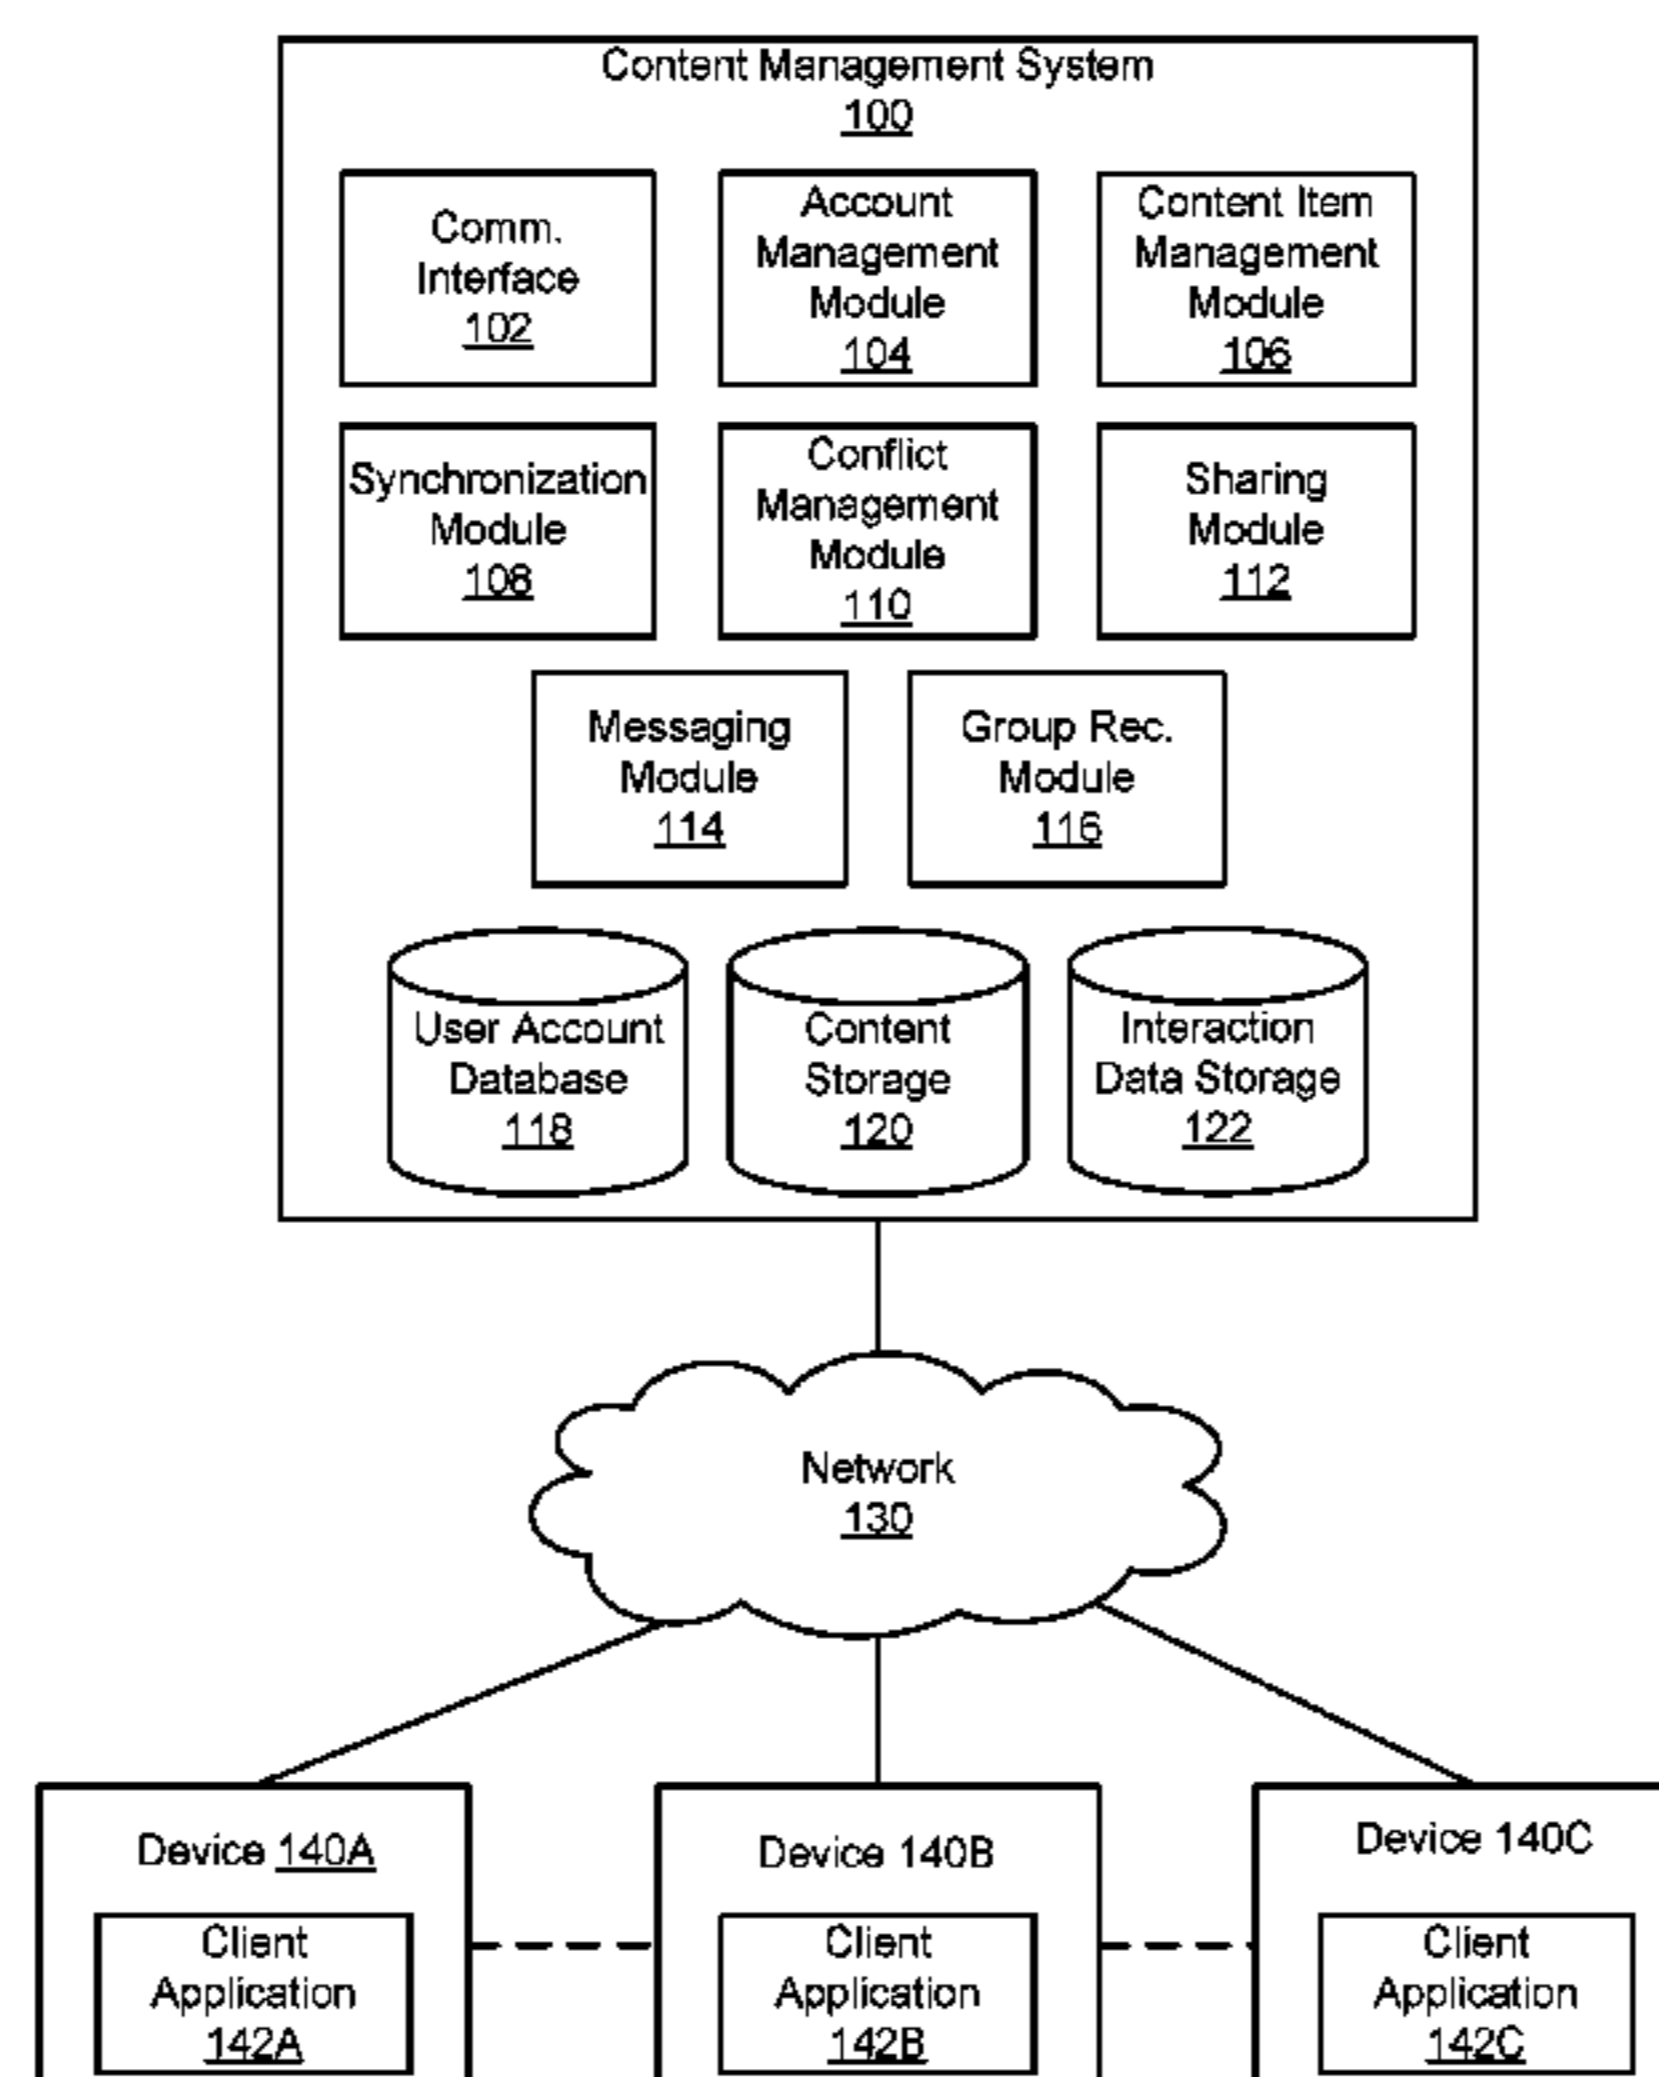 Content Management System
100
Comm.
Interface
102
Account
Management
Module
104
Content Item
Management
Module
106
Synchronization
Module
108
Conflict
Management
Module
110
Sharing
Module
112
Messaging
Module
114
Group Rec.
Module
116
User Account
Database
118
Content
Storage
120
Interaction
Data Storage
122
Network
130
Device 140A
Client
Application
142A
Device 140B
Client
Application
142B
Device 140C
Client
Application
142C